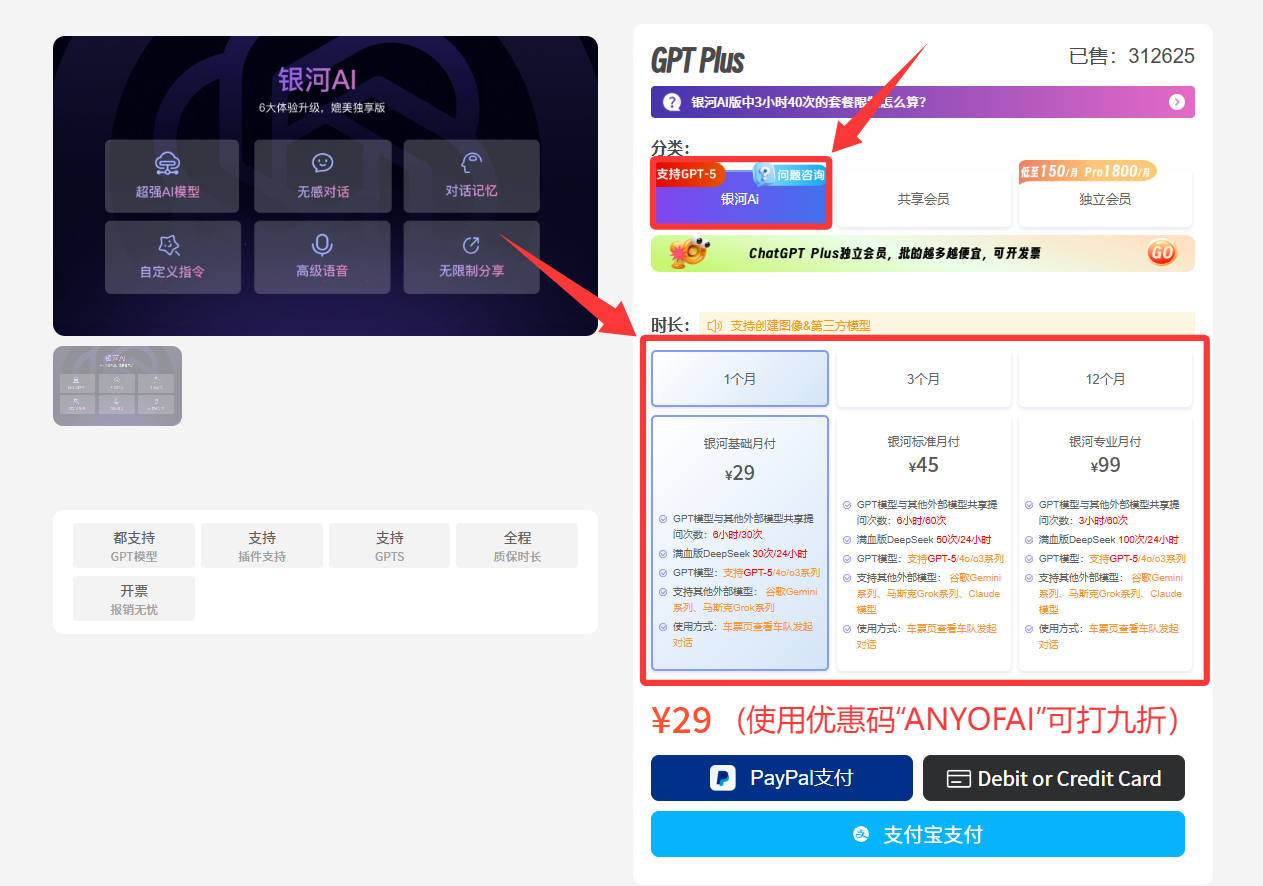 银河AI
6大体验升级，媲美独享版
超强AI模型
无感对话
对话记忆
自定义指令
高级语音
无限制分享
都支持
GPT模型
支持
插件支持
支持
GPTS
全程
质保时长
开票
报销无忧
GPT Plus
已售：312625
银河AI版中3小时40次的套餐限制怎么算?
分类：
支持GPT-5
问题咨询
银河Ai
共享会员
低至150/月 Pro1800/月
独立会员
ChatGPT Plus独立会员，批的越多越便宜，可开发票
GO
时长：
支持创建图像&第三方模型
1个月
3个月
12个月
银河基础月付
¥29
GPT模型与其他外部模型共享提
问次数：6小时/30次
满血版DeepSeek 30次/24小时
GPT模型：支持GPT-5/4o/o3系列
支持其他外部模型： 谷歌Gemini
系列、马斯克Grok系列
使用方式：车票页查看车队发起
对话
银河标准月付
¥45
GPT模型与其他外部模型共享提
问次数：6小时/60次
满血版DeepSeek 50次/24小时
GPT模型：支持GPT-5/4o/o3系列
支持其他外部模型： 谷歌Gemini
系列、马斯克Grok系列、Claude
模型
使用方式：车票页查看车队发起
对话
银河专业月付
¥99
GPT模型与其他外部模型共享提
问次数：3小时/60次
满血版DeepSeek 100次/24小时
GPT模型：支持GPT-5/4o/o3系列
支持其他外部模型： 谷歌Gemini
系列、马斯克Grok系列、Claude
模型
使用方式：车票页查看车队发起
对话
¥29（使用优惠码“ANYOFAI”可打九折）
PayPal支付
Debit or Credit Card
支付宝支付